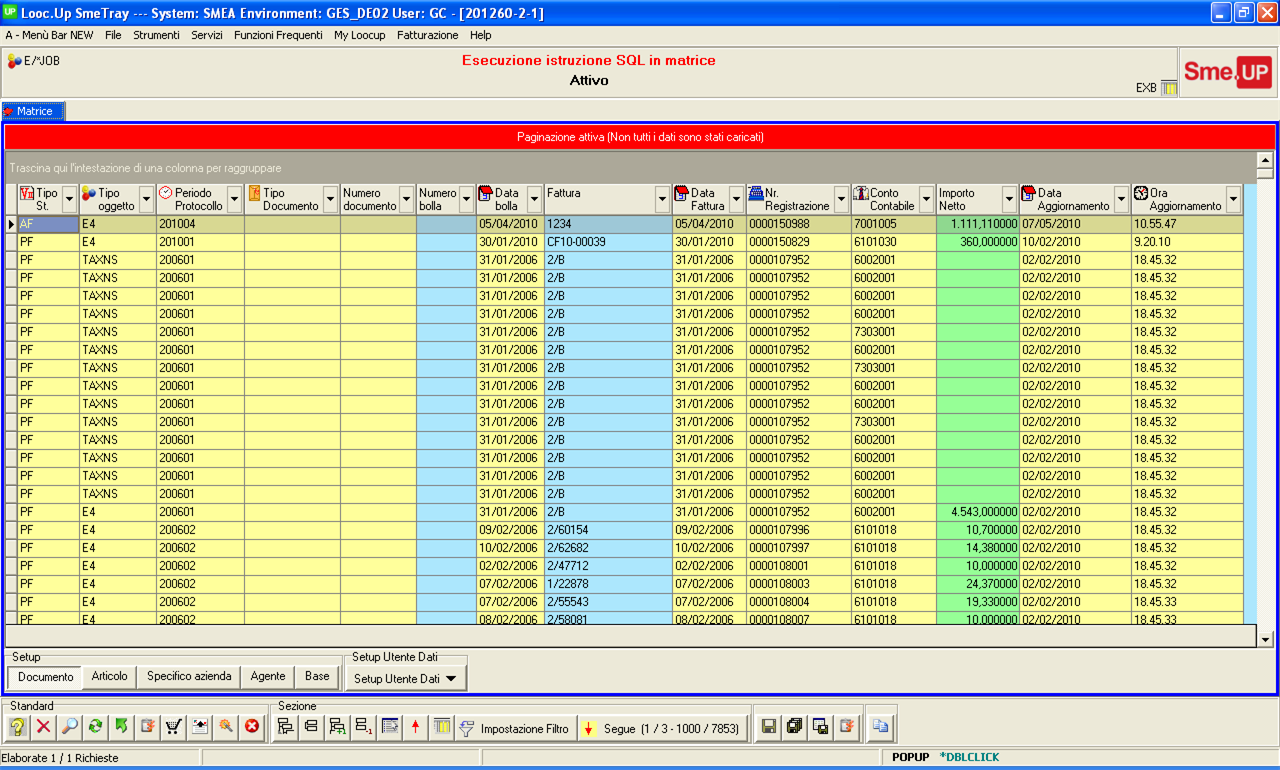 UP Looc.Up SmeTray --- System: SMEA Environment: GES_DE02 User: GC - [201260-2-1]
A - Menù Bar NEW File Strumenti Servizi Funzioni Frequenti My Loocup Fatturazione Help
E/*JOB
Esecuzione istruzione SQL in matrice
Attivo
EXB
Sme.UP
Matrice
Paginazione attiva (Non tutti i dati sono stati caricati)
Trascina qui l'intestazione di una colonna per raggruppare
Tipo St. Tipo oggetto Periodo Protocollo Tipo Documento Numero documento Numero bolla Data bolla Fattura Data Fattura Nr. Registrazione Conto Contabile Importo Netto Data Aggiornamento Ora Aggiornamento
AF E4 201004 05/04/2010 1234 05/04/2010 0000150988 7001005 1.111,110000 07/05/2010 10.55.47
PF E4 201001 30/01/2010 CF10-00039 30/01/2010 0000150829 6101030 360,000000 10/02/2010 9.20.10
PF TAXNS 200601 31/01/2006 2/B 31/01/2006 0000107952 6002001 02/02/2010 18.45.32
PF TAXNS 200601 31/01/2006 2/B 31/01/2006 0000107952 6002001 02/02/2010 18.45.32
PF TAXNS 200601 31/01/2006 2/B 31/01/2006 0000107952 6002001 02/02/2010 18.45.32
PF TAXNS 200601 31/01/2006 2/B 31/01/2006 0000107952 6002001 02/02/2010 18.45.32
PF TAXNS 200601 31/01/2006 2/B 31/01/2006 0000107952 7303001 02/02/2010 18.45.32
PF TAXNS 200601 31/01/2006 2/B 31/01/2006 0000107952 6002001 02/02/2010 18.45.32
PF TAXNS 200601 31/01/2006 2/B 31/01/2006 0000107952 7303001 02/02/2010 18.45.32
PF TAXNS 200601 31/01/2006 2/B 31/01/2006 0000107952 6002001 02/02/2010 18.45.32
PF TAXNS 200601 31/01/2006 2/B 31/01/2006 0000107952 6002001 02/02/2010 18.45.32
PF TAXNS 200601 31/01/2006 2/B 31/01/2006 0000107952 7303001 02/02/2010 18.45.32
PF TAXNS 200601 31/01/2006 2/B 31/01/2006 0000107952 6002001 02/02/2010 18.45.32
PF TAXNS 200601 31/01/2006 2/B 31/01/2006 0000107952 6002001 02/02/2010 18.45.32
PF TAXNS 200601 31/01/2006 2/B 31/01/2006 0000107952 6002001 02/02/2010 18.45.32
PF TAXNS 200601 31/01/2006 2/B 31/01/2006 0000107952 6002001 02/02/2010 18.45.32
PF E4 200601 31/01/2006 2/B 31/01/2006 0000107952 6002001 4.543,000000 02/02/2010 18.45.32
PF E4 200602 09/02/2006 2/60154 09/02/2006 0000107996 6101018 10,700000 02/02/2010 18.45.32
PF E4 200602 10/02/2006 2/62682 10/02/2006 0000107997 6101018 14,380000 02/02/2010 18.45.32
PF E4 200602 02/02/2006 2/47712 02/02/2006 0000108001 6101018 10,000000 02/02/2010 18.45.32
PF E4 200602 07/02/2006 1/22878 07/02/2006 0000108003 6101018 24,370000 02/02/2010 18.45.32
PF E4 200602 07/02/2006 2/55543 07/02/2006 0000108004 6101018 19,330000 02/02/2010 18.45.33
PF E4 200602 08/02/2006 2/58081 08/02/2006 0000108007 6101018 10,000000 02/02/2010 18.45.33
Setup Setup Utente Dati
Documento Articolo Specifico azienda Agente Base Setup Utente Dati
Standard Sezione
Impostazione Filtro Segue (1 / 3 - 1000 / 7853)
Elaborate 1 / 1 Richieste POPUP *DBLCLICK